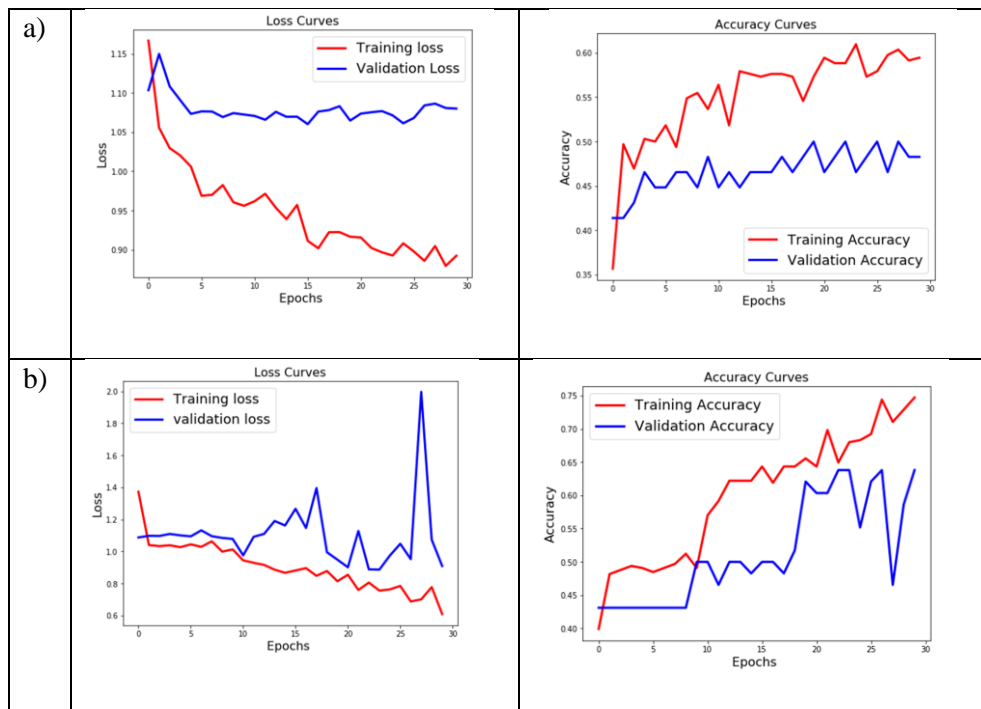 a)
Loss Curves
Training loss
Validation Loss
1.15
1.10
1.05
1.00
0.95
0.90
Loss
0 5 10 15 20 25 30
Epochs
Accuracy Curves
0.60
0.55
0.50
0.45
0.40
0.35
Accuracy
Training Accuracy
Validation Accuracy
0 5 10 15 20 25 30
Epochs
b)
Loss Curves
Training loss
validation loss
2.0
1.8
1.6
1.4
1.2
1.0
0.8
0.6
Loss
0 5 10 15 20 25 30
Epochs
Accuracy Curves
Training Accuracy
Validation Accuracy
0.75
0.70
0.65
0.60
0.55
0.50
0.45
0.40
Accuracy
0 5 10 15 20 25 30
Epochs